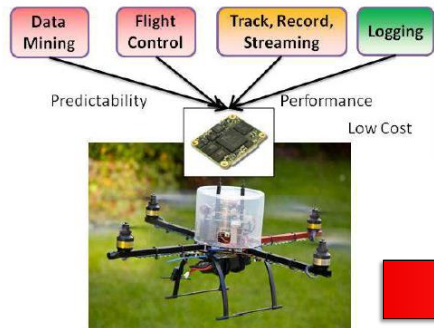 Data Mining
Flight Control
Track, Record, Streaming
Logging
Predictability
Performance
Low Cost